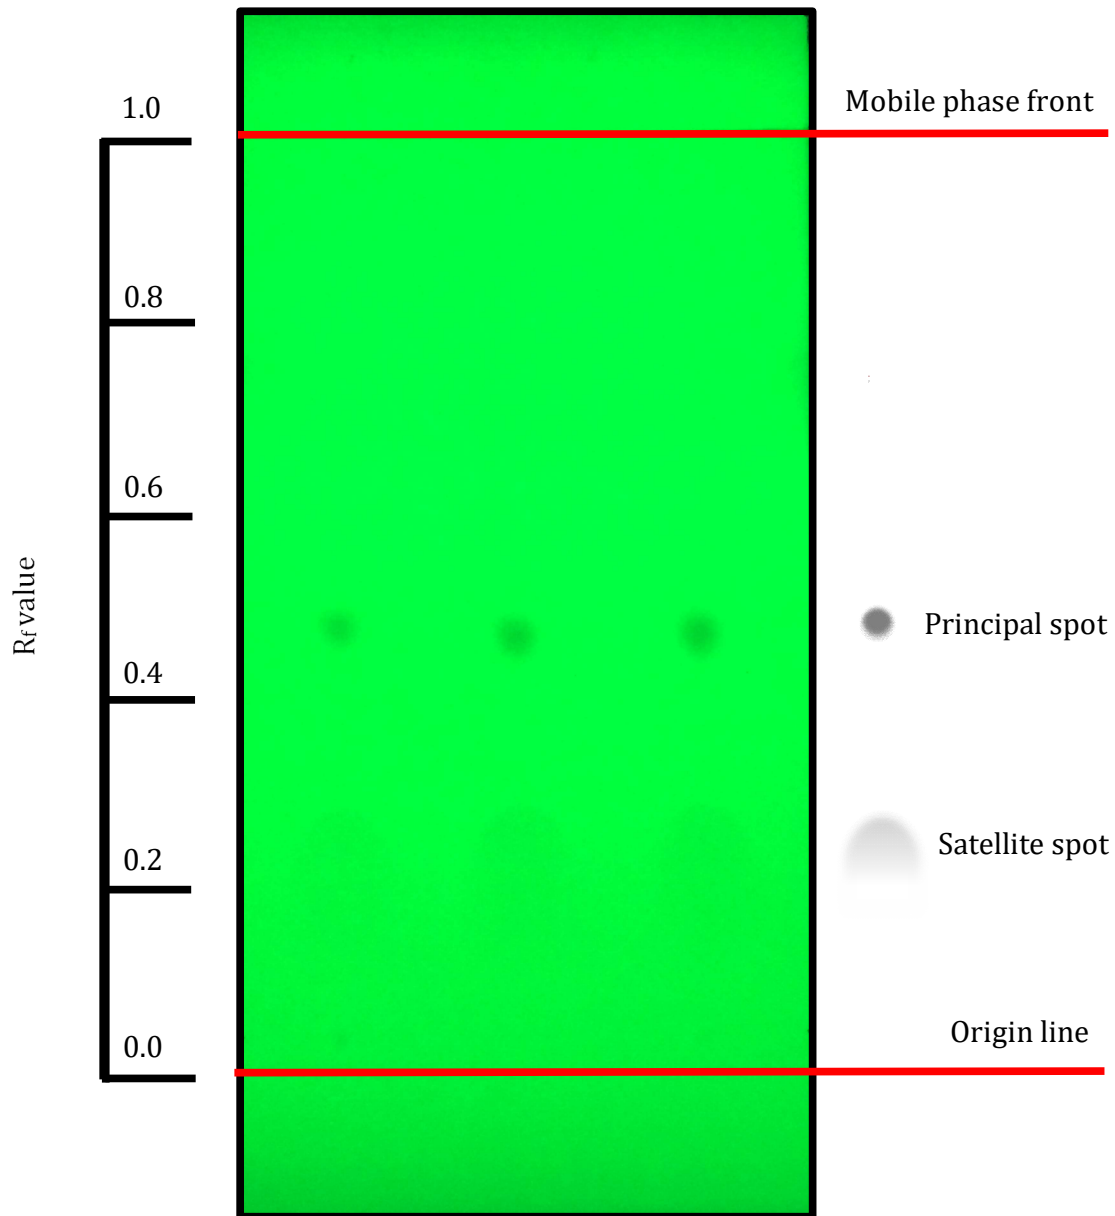 1.0
Mobile phase front
0.8
0.6
Rf value
Principal spot
0.4
Satellite spot
0.2
Origin line
0.0